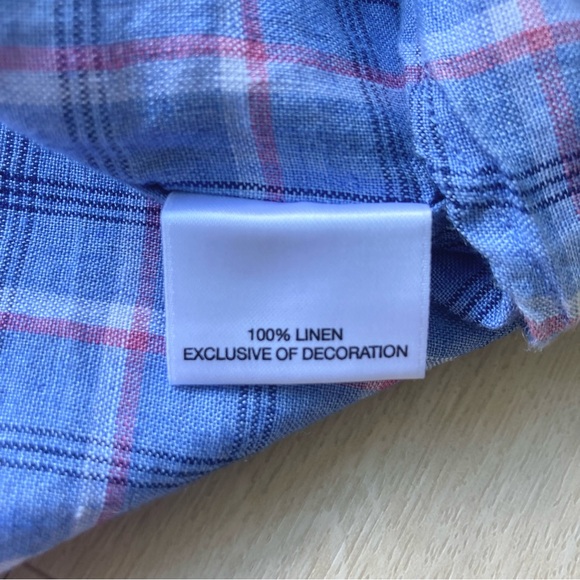 100% LINEN
EXCLUSIVE OF DECORATION